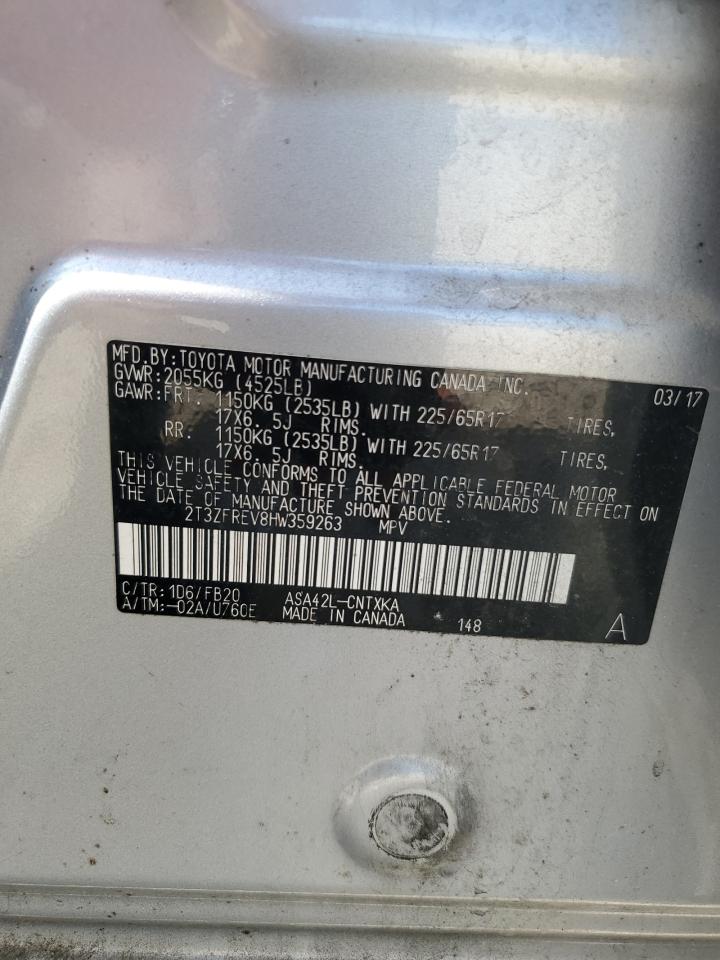 MFD.BY:TOYOTA MOTOR MANUFACTURING CANADA INC.
GVWR:2055KG (4525LB) 03/17
GAWR:FRT. 1150KG (2535LB) WITH 225/65R17 TIRES,
17X6. 5J RIMS.
RR. 1150KG (2535LB) WITH 225/65R17 TIRES,
17X6. 5J RIMS.
THIS VEHICLE CONFORMS TO ALL APPLICABLE FEDERAL MOTOR
VEHICLE SAFETY AND THEFT PREVENTION STANDARDS IN EFFECT ON
THE DATE OF MANUFACTURE SHOWN ABOVE.
2T3ZFREV8HW359263 MPV
C/TR:1D6/FB20 ASA42L-CNTXKA
A/TM:-02A/U760E MADE IN CANADA 148 A